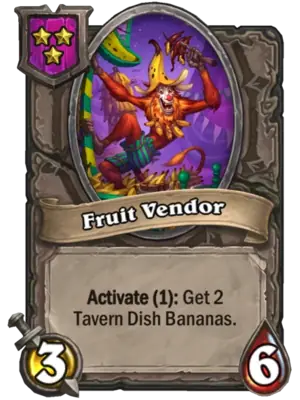 Fruit Vendor
Activate (1): Get 2
Tavern Dish Bananas.
3
6